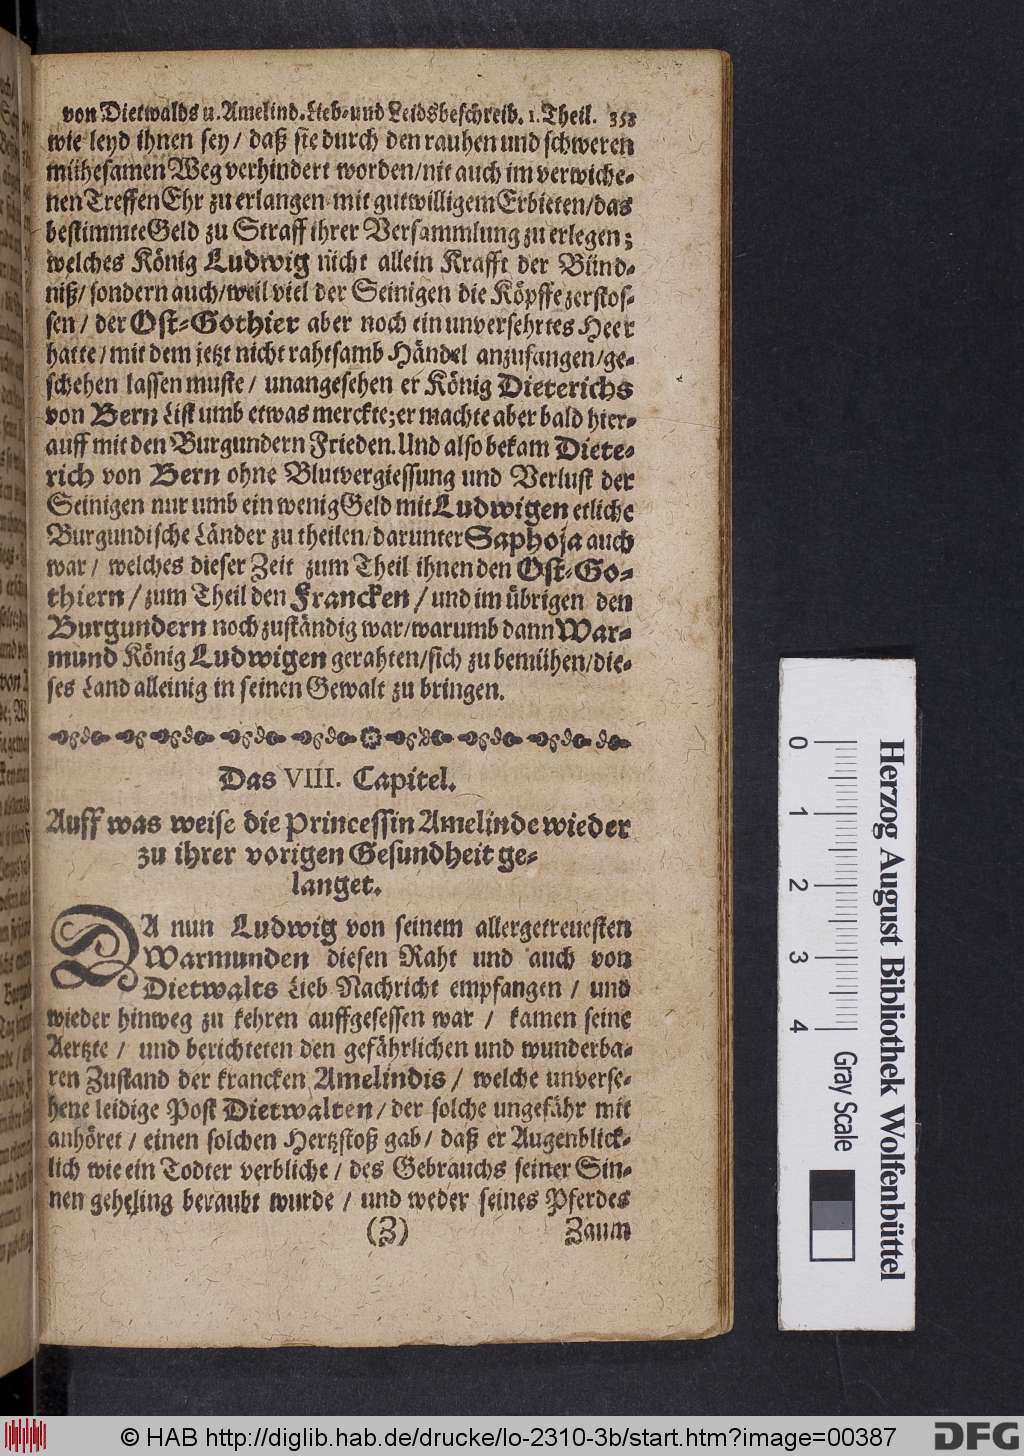 von Dietwalds u. Amelind. Lieb- und Leidsbeschreib. 1. Theil. 353
wie leyd ihnen sey / daß sie durch den rauhen und schweren
mühesamen Weg verhindert worden / nit auch im verwiche-
nen Treffen Ehr zu erlangen mit gutwilligem Erbieten / das
bestimmte Geld zu Straff ihrer Versammlung zu erlegen;
welches König Ludwig nicht allein Krafft der Bünd-
niß / sondern auch / weil viel der Seinigen die Köpffe zerstos-
sen / der Ost-Gothier aber noch ein unversehrtes Heer
hatte / mit dem jetzt nicht rahtsamb Händel anzufangen / ge-
schehen lassen muste / unangesehen er König Dieterichs
von Bern List umb etwas merckte; er machte aber bald hier-
auff mit den Burgundern Frieden. Und also bekam Diete-
rich von Bern ohne Blutvergiessung und Verlust der
Seinigen nur umb ein wenig Geld mit Ludwigen etliche
Burgundische Länder zu theilen / darunter Saphoja auch
war / welches dieser Zeit zum Theil ihnen den Ost-Go-
thiern / zum Theil den Francken / und im übrigen den
Burgundern noch zuständig war / warumb dann War-
mund König Ludwigen gerahten / sich zu bemühen / die-
ses Land alleinig in seinen Gewalt zu bringen.
Das VIII. Capitel.
Auff was weise die Princessin Amelinde wieder
zu ihrer vorigen Gesundheit ge-
langet.
DA nun Ludwig von seinem allergetreuesten
Warmunden diesen Raht und auch von
Dietwalts Lieb Nachricht empfangen / und
wieder hinweg zu kehren auffgesessen war / kamen seine
Aertzte / und berichteten den gefährlichen und wunderba-
ren Zustand der krancken Amelindis / welche unverse-
hene leidige Post Dietwalten / der solche ungefähr mit
anhöret / einen solchen Hertzstoß gab / daß er Augenblick-
lich wie ein Todter verbliche / des Gebrauchs seiner Sin-
nen geheling beraubt wurde / und weder seines Pferdes
(Z) Zaum
0 1 2 3 4 Gray Scale
Herzog August Bibliothek Wolfenbüttel
© HAB http://diglib.hab.de/drucke/lo-2310-3b/start.htm?image=00387
DFG